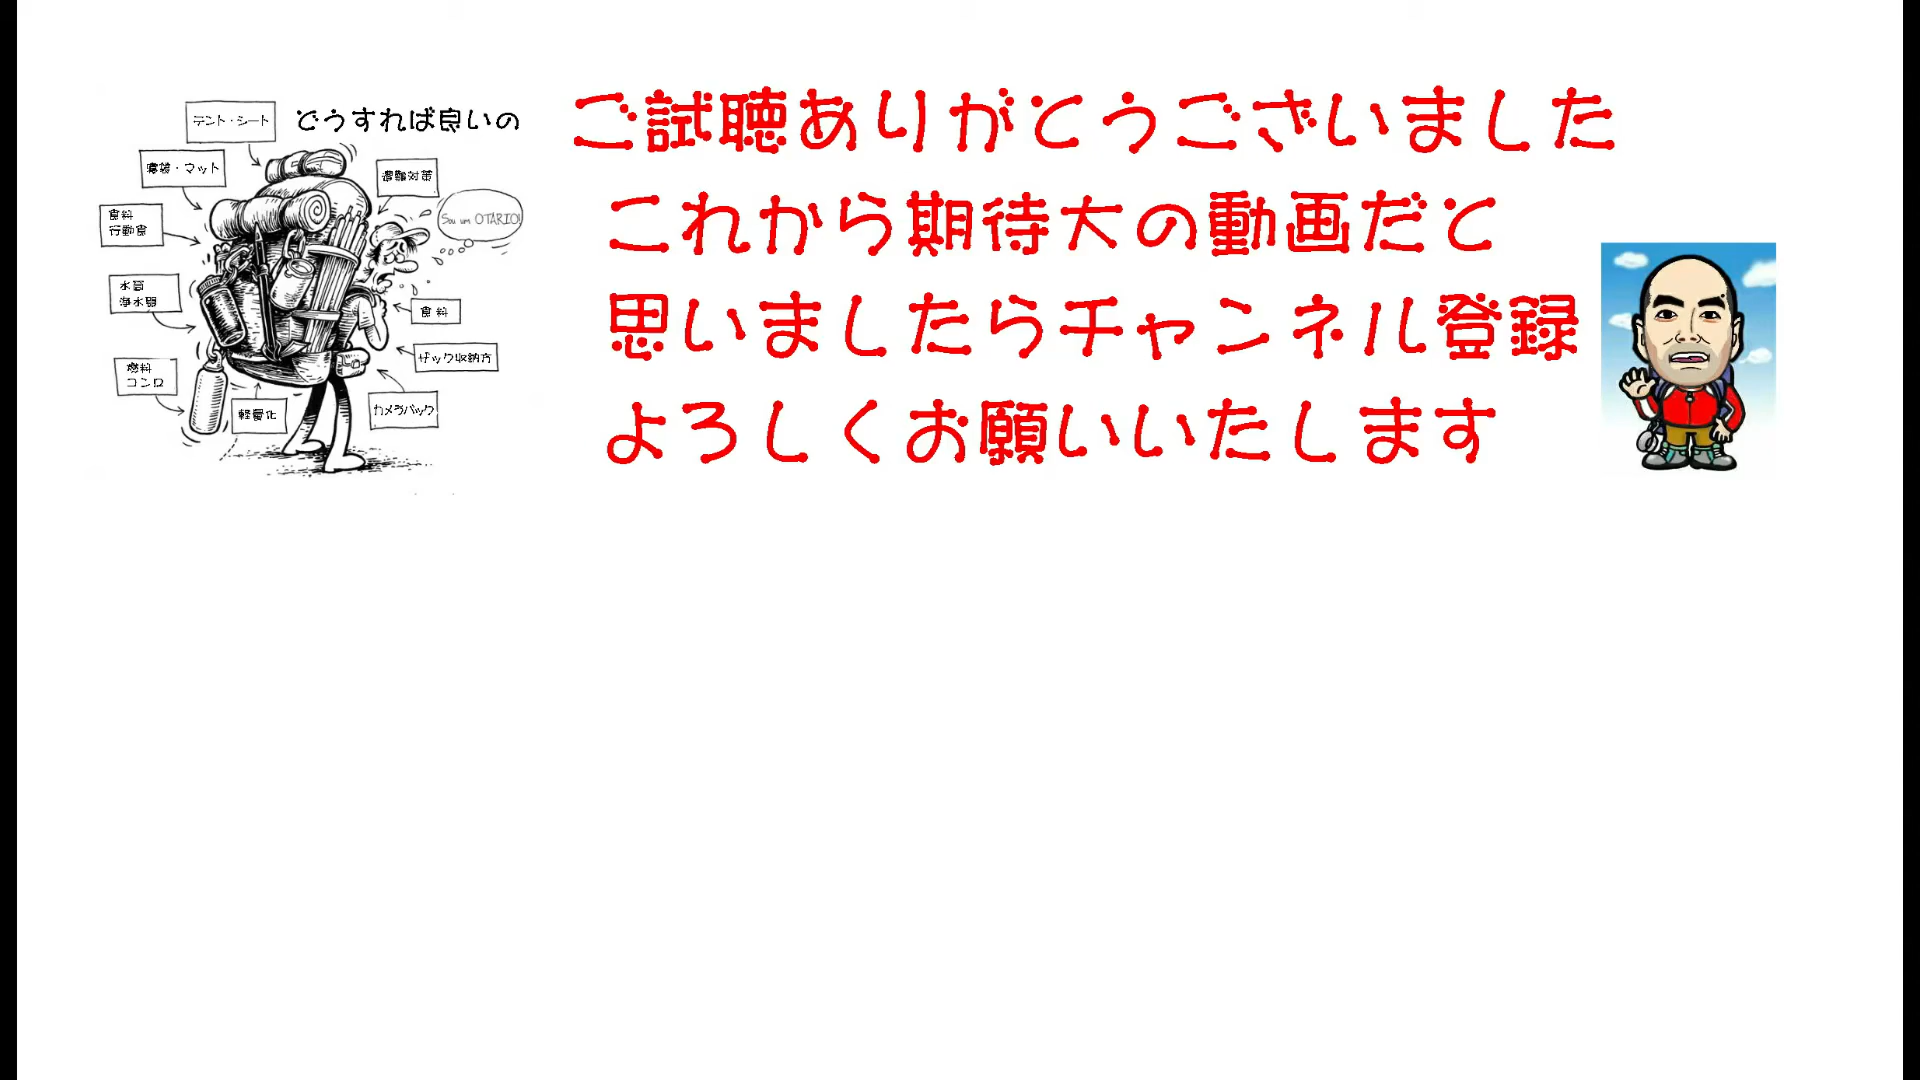 どうすれば良いの
テント・シート
寝袋・マット
食料
行動食
水筒
浄水器
燃料
コンロ
軽量化
遭難対策
Sou um OTARIO!
食料
ザック収納方
カメラバック
ご試聴ありがとうございました
これから期待大の動画だと
思いましたらチャンネル登録
よろしくお願いいたします